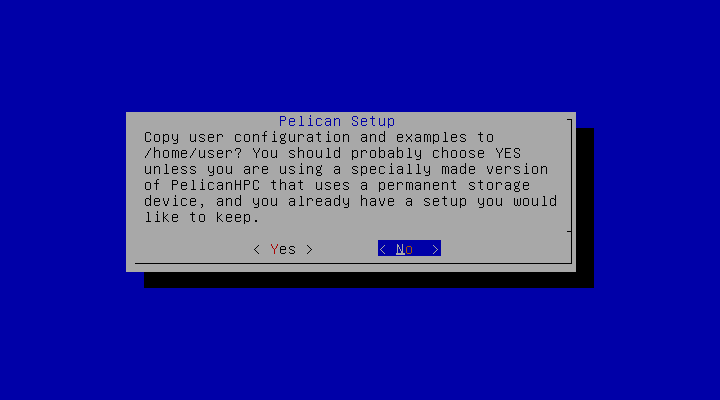 Pelican Setup
Copy user configuration and examples to
/home/user? You should probably choose YES
unless you are using a specially made version
of PelicanHPC that uses a permanent storage
device, and you already have a setup you would
like to keep.
< Yes > < No >